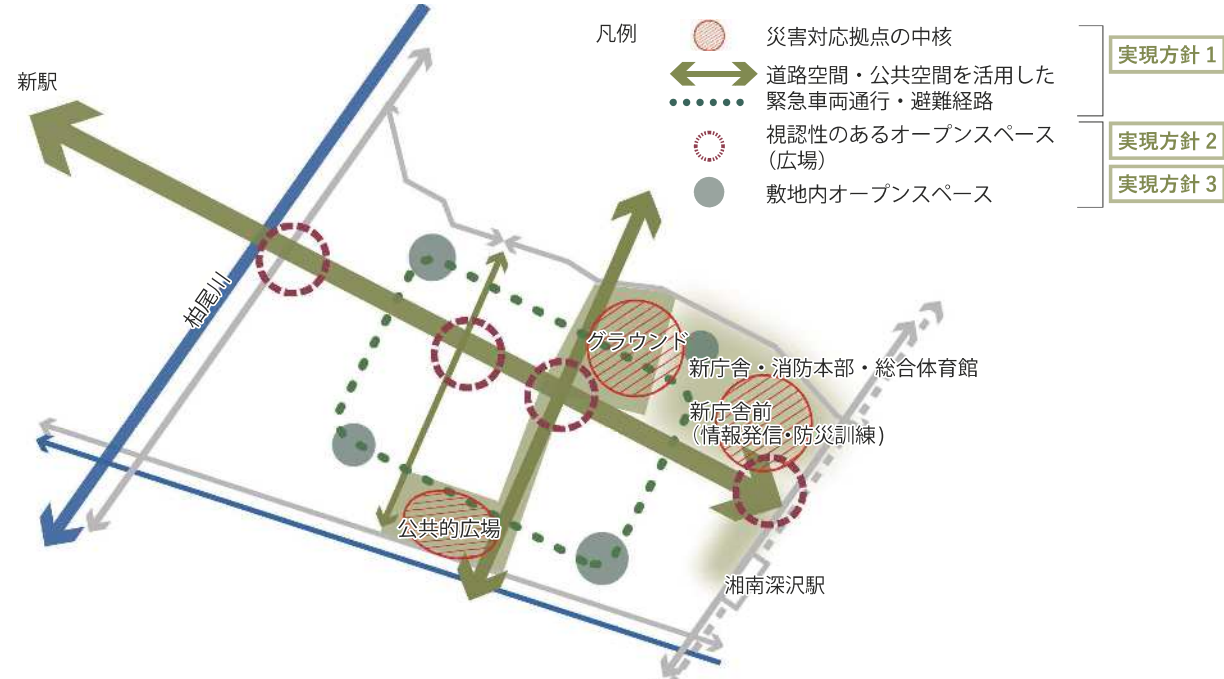 凡例
災害対応拠点の中核
道路空間・公共空間を活用した
緊急車両通行・避難経路
視認性のあるオープンスペース
(広場)
敷地内オープンスペース
実現方針 1
実現方針 2
実現方針 3
新駅
柏尾川
グラウンド
新庁舎・消防本部・総合体育館
新庁舎前
(情報発信・防災訓練)
公共的広場
湘南深沢駅